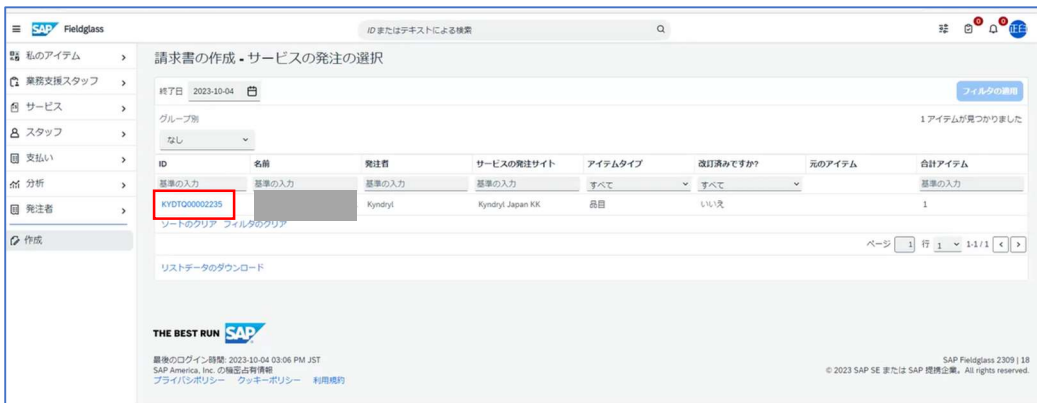 SAP Fieldglass
IDまたはテキストによる検索
0
0
私のアイテム
業務支援スタッフ
サービス
スタッフ
支払い
分析
発注者
作成
請求書の作成 - サービスの発注の選択
終了日 2023-10-04
フィルタの適用
グループ別
1 アイテムが見つかりました
なし
ID 名前 発注者 サービスの発注サイト アイテムタイプ 改訂済みですか? 元のアイテム 合計アイテム
基準の入力 基準の入力 基準の入力 基準の入力 すべて すべて 基準の入力
KYDTQ00002235 Kyndryl Kyndryl Japan KK 品目 いいえ 1
ソートのクリア フィルタのクリア
ページ 1 行 1 1-1 / 1
リストデータのダウンロード
THE BEST RUN SAP
最後のログイン時間: 2023-10-04 03:06 PM JST
SAP America, Inc. の機密占有情報
プライバシポリシー クッキーポリシー 利用規約
SAP Fieldglass 2309 | 18
© 2023 SAP SE または SAP 提携企業。All rights reserved.